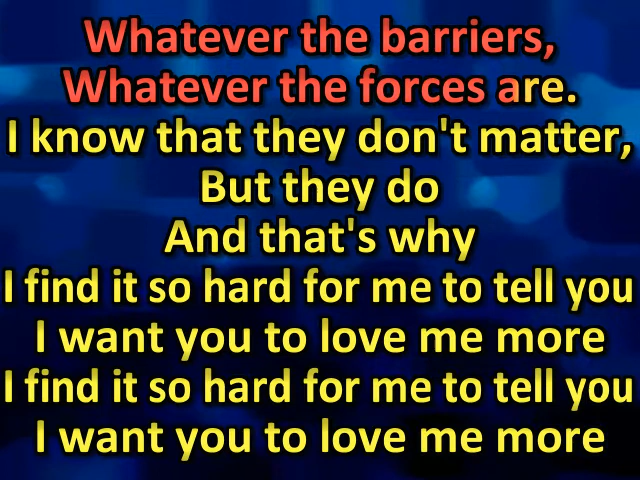 Whatever the barriers,
Whatever the forces are.
I know that they don't matter,
But they do
And that's why
I find it so hard for me to tell you
I want you to love me more
I find it so hard for me to tell you
I want you to love me more